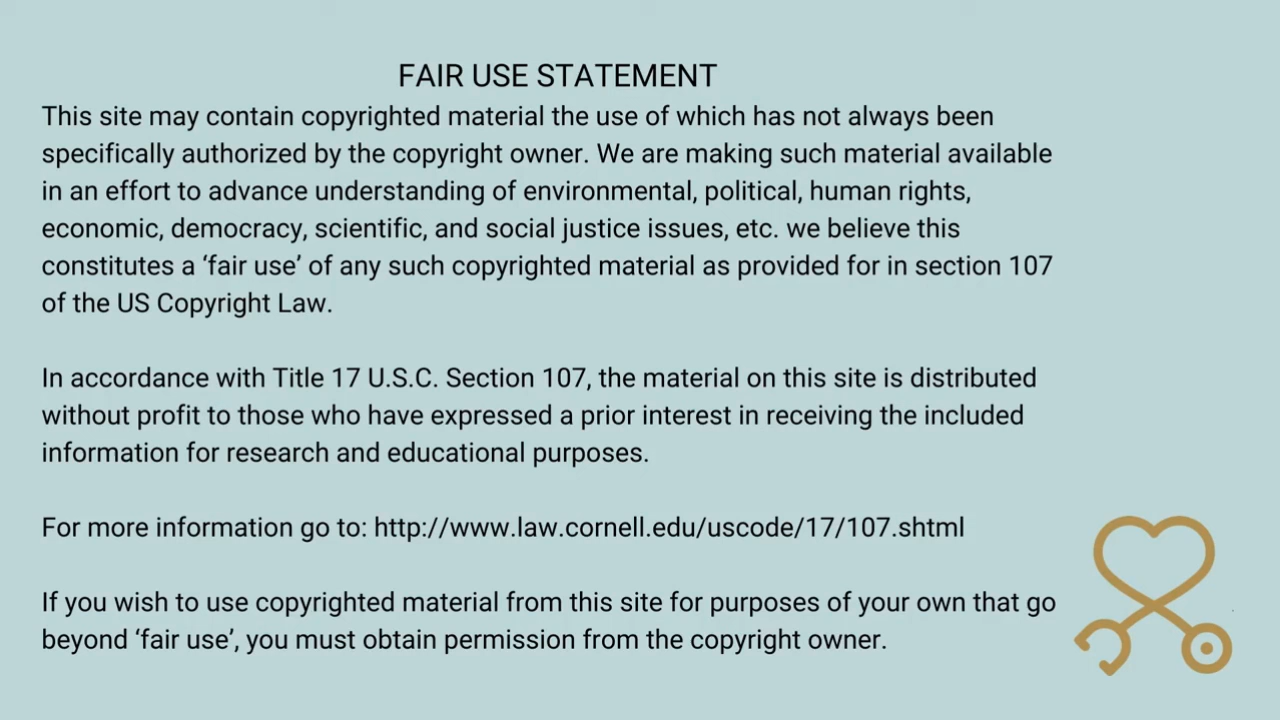 FAIR USE STATEMENT
This site may contain copyrighted material the use of which has not always been
specifically authorized by the copyright owner. We are making such material available
in an effort to advance understanding of environmental, political, human rights,
economic, democracy, scientific, and social justice issues, etc. we believe this
constitutes a ‘fair use’ of any such copyrighted material as provided for in section 107
of the US Copyright Law.
In accordance with Title 17 U.S.C. Section 107, the material on this site is distributed
without profit to those who have expressed a prior interest in receiving the included
information for research and educational purposes.
For more information go to: http://www.law.cornell.edu/uscode/17/107.shtml
If you wish to use copyrighted material from this site for purposes of your own that go
beyond ‘fair use’, you must obtain permission from the copyright owner.